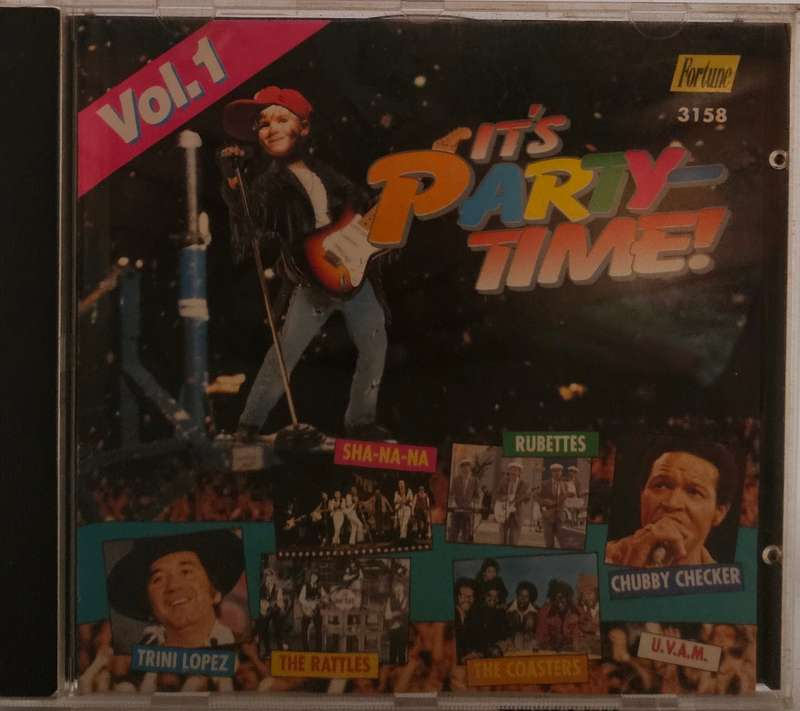 Vol.1
Fortune
3158
IT'S
PARTY-
TIME!
SHA-NA-NA
RUBETTES
CHUBBY CHECKER
TRINI LOPEZ
THE RATTLES
THE COASTERS
U.V.A.M.